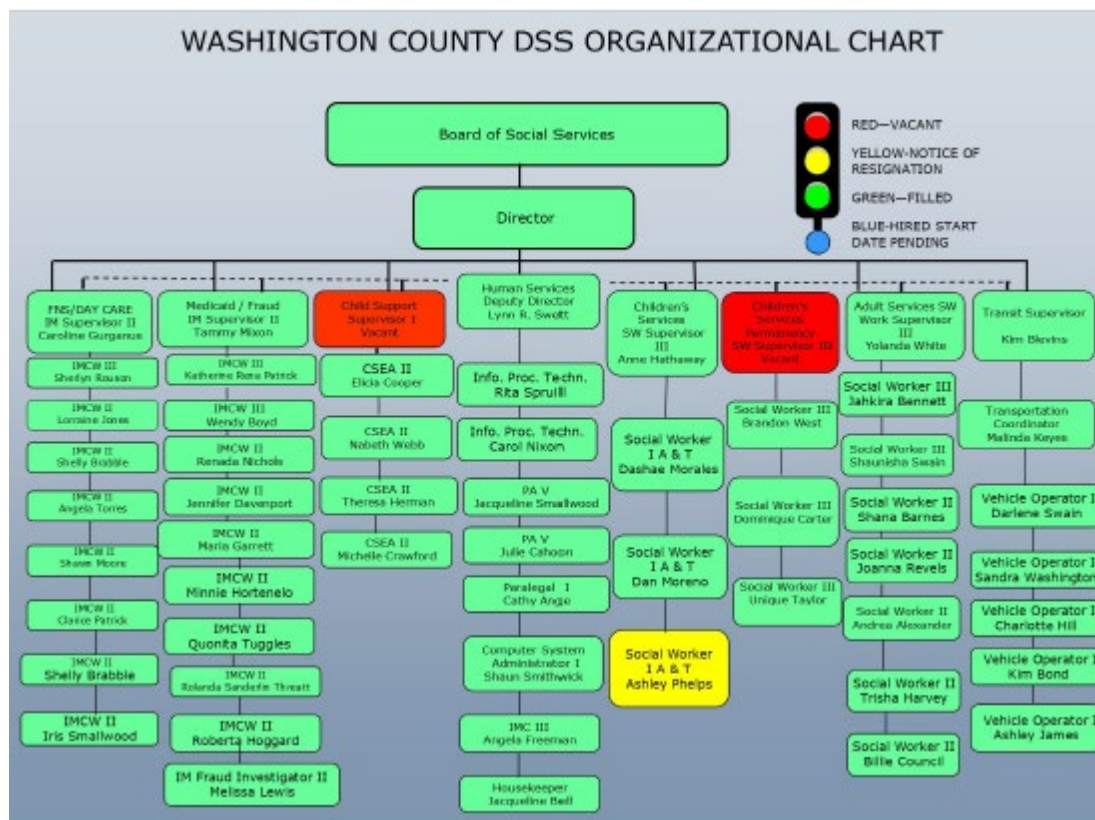 WASHINGTON COUNTY DSS ORGANIZATIONAL CHART
Board of Social Services
Director
RED—VACANT
YELLOW-NOTICE OF
RESIGNATION
GREEN—FILLED
BLUE-HIRED START
DATE PENDING
FNS/DAY CARE
IM Supervisor II
Caroline Gurganus
IMCW III
Sherlyn Rouson
IMCW II
Lorraine Jones
IMCW II
Shelly Brabble
IMCW II
Angela Torres
IMCW II
Shawn Moore
IMCW II
Clarice Patrick
IMCW II
Shelly Brabble
IMCW II
Iris Smallwood
Medicaid / Fraud
IM Supervisor II
Tammy Mixon
IMCW III
Katherine Rena Patrick
IMCW III
Wendy Boyd
IMCW II
Renada Nichols
IMCW II
Jennifer Davenport
IMCW II
Maria Garrett
IMCW II
Minnie Hortenelo
IMCW II
Quonita Tuggles
IMCW II
Rolanda Sanderlin Threatt
IMCW II
Roberta Hoggard
IM Fraud Investigator II
Melissa Lewis
Child Support
Supervisor I
Vacant
CSEA II
Elicia Cooper
CSEA II
Nabeth Webb
CSEA II
Theresa Herman
CSEA II
Michelle Crawford
Human Services
Deputy Director
Lynn R. Swett
Info. Proc. Techn.
Rita Spruill
Info. Proc. Techn.
Carol Nixon
PA V
Jacqueline Smallwood
PA V
Julie Cahoon
Paralegal I
Cathy Ange
Computer System
Administrator I
Shaun Smithwick
IMC III
Angela Freeman
Housekeeper
Jacqueline Bell
Children's
Services
SW Supervisor
III
Anne Hathaway
Social Worker
I A & T
Dashae Morales
Social Worker
I A & T
Dan Moreno
Social Worker
I A & T
Ashley Phelps
Children's
Services
Permanency
SW Supervisor III
Vacant
Social Worker III
Brandon West
Social Worker III
Dominique Carter
Social Worker III
Unique Taylor
Adult Services SW
Work Supervisor
III
Yolanda White
Social Worker III
Jahkira Bennett
Social Worker III
Shaunisha Swain
Social Worker II
Shana Barnes
Social Worker II
Joanna Revels
Social Worker II
Andrea Alexander
Social Worker II
Trisha Harvey
Social Worker II
Billie Council
Transit Supervisor
Kim Blevins
Transportation
Coordinator
Malinda Keyes
Vehicle Operator I
Darlene Swain
Vehicle Operator I
Sandra Washington
Vehicle Operator I
Charlotte Hill
Vehicle Operator I
Kim Bond
Vehicle Operator I
Ashley James